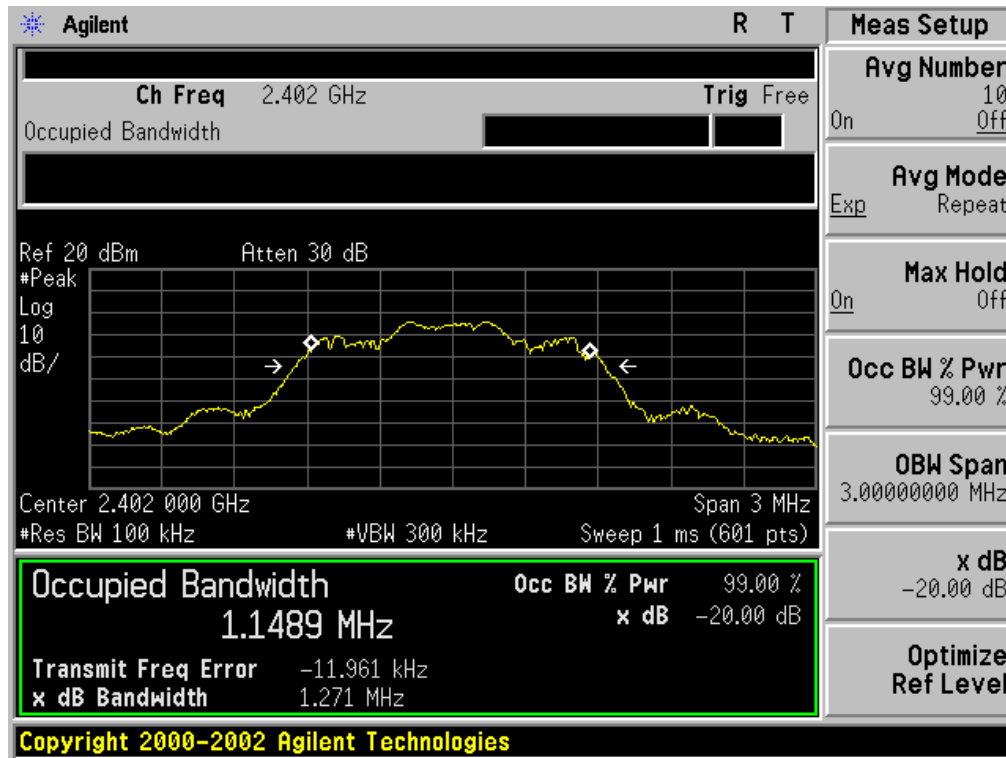 Agilent R T
Ch Freq 2.402 GHz Trig Free
Occupied Bandwidth
Ref 20 dBm Atten 30 dB
#Peak
Log
10
dB/
Center 2.402 000 GHz Span 3 MHz
#Res BW 100 kHz #VBW 300 kHz Sweep 1 ms (601 pts)
Occupied Bandwidth
1.1489 MHz
Occ BW % Pwr 99.00 %
x dB -20.00 dB
Transmit Freq Error -11.961 kHz
x dB Bandwidth 1.271 MHz
Copyright 2000-2002 Agilent Technologies
Meas Setup
Avg Number
10
On Off
Avg Mode
Exp Repeat
Max Hold
On Off
Occ BW % Pwr
99.00 %
OBW Span
3.00000000 MHz
x dB
-20.00 dB
Optimize
Ref Level